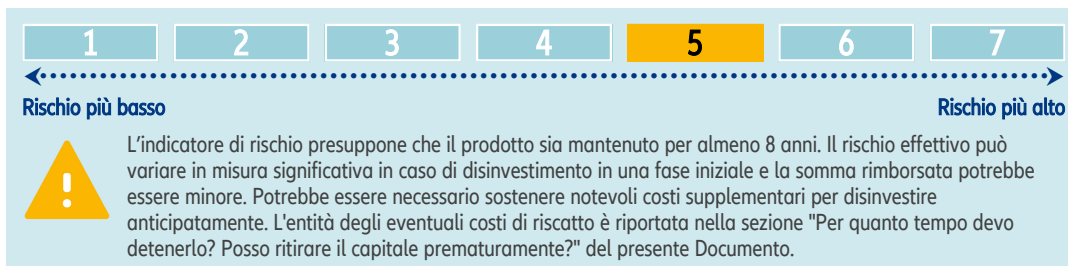 1 2 3 4 5 6 7
Rischio più basso Rischio più alto
L'indicatore di rischio presuppone che il prodotto sia mantenuto per almeno 8 anni. Il rischio effettivo può
variare in misura significativa in caso di disinvestimento in una fase iniziale e la somma rimborsata potrebbe
essere minore. Potrebbe essere necessario sostenere notevoli costi supplementari per disinvestire
anticipatamente. L'entità degli eventuali costi di riscatto è riportata nella sezione "Per quanto tempo devo
detenerlo? Posso ritirare il capitale prematuramente?" del presente Documento.